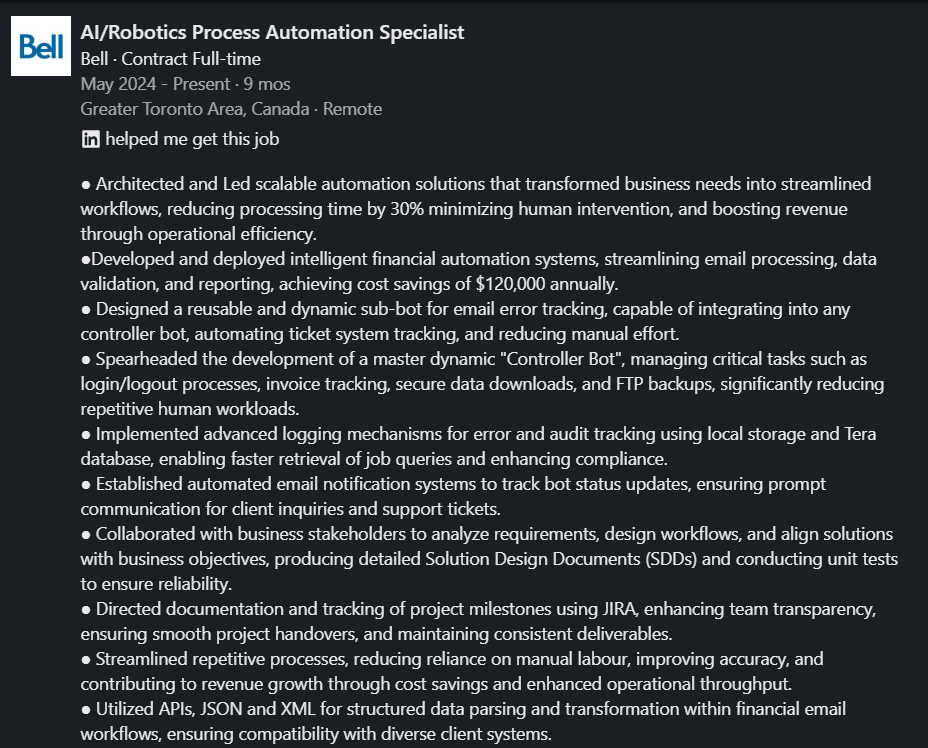 Bell
AI/Robotics Process Automation Specialist
Bell · Contract Full-time
May 2024 - Present · 9 mos
Greater Toronto Area, Canada · Remote
in helped me get this job
● Architected and Led scalable automation solutions that transformed business needs into streamlined
workflows, reducing processing time by 30% minimizing human intervention, and boosting revenue
through operational efficiency.
●Developed and deployed intelligent financial automation systems, streamlining email processing, data
validation, and reporting, achieving cost savings of $120,000 annually.
● Designed a reusable and dynamic sub-bot for email error tracking, capable of integrating into any
controller bot, automating ticket system tracking, and reducing manual effort.
● Spearheaded the development of a master dynamic "Controller Bot", managing critical tasks such as
login/logout processes, invoice tracking, secure data downloads, and FTP backups, significantly reducing
repetitive human workloads.
● Implemented advanced logging mechanisms for error and audit tracking using local storage and Tera
database, enabling faster retrieval of job queries and enhancing compliance.
● Established automated email notification systems to track bot status updates, ensuring prompt
communication for client inquiries and support tickets.
● Collaborated with business stakeholders to analyze requirements, design workflows, and align solutions
with business objectives, producing detailed Solution Design Documents (SDDs) and conducting unit tests
to ensure reliability.
● Directed documentation and tracking of project milestones using JIRA, enhancing team transparency,
ensuring smooth project handovers, and maintaining consistent deliverables.
● Streamlined repetitive processes, reducing reliance on manual labour, improving accuracy, and
contributing to revenue growth through cost savings and enhanced operational throughput.
● Utilized APIs, JSON and XML for structured data parsing and transformation within financial email
workflows, ensuring compatibility with diverse client systems.